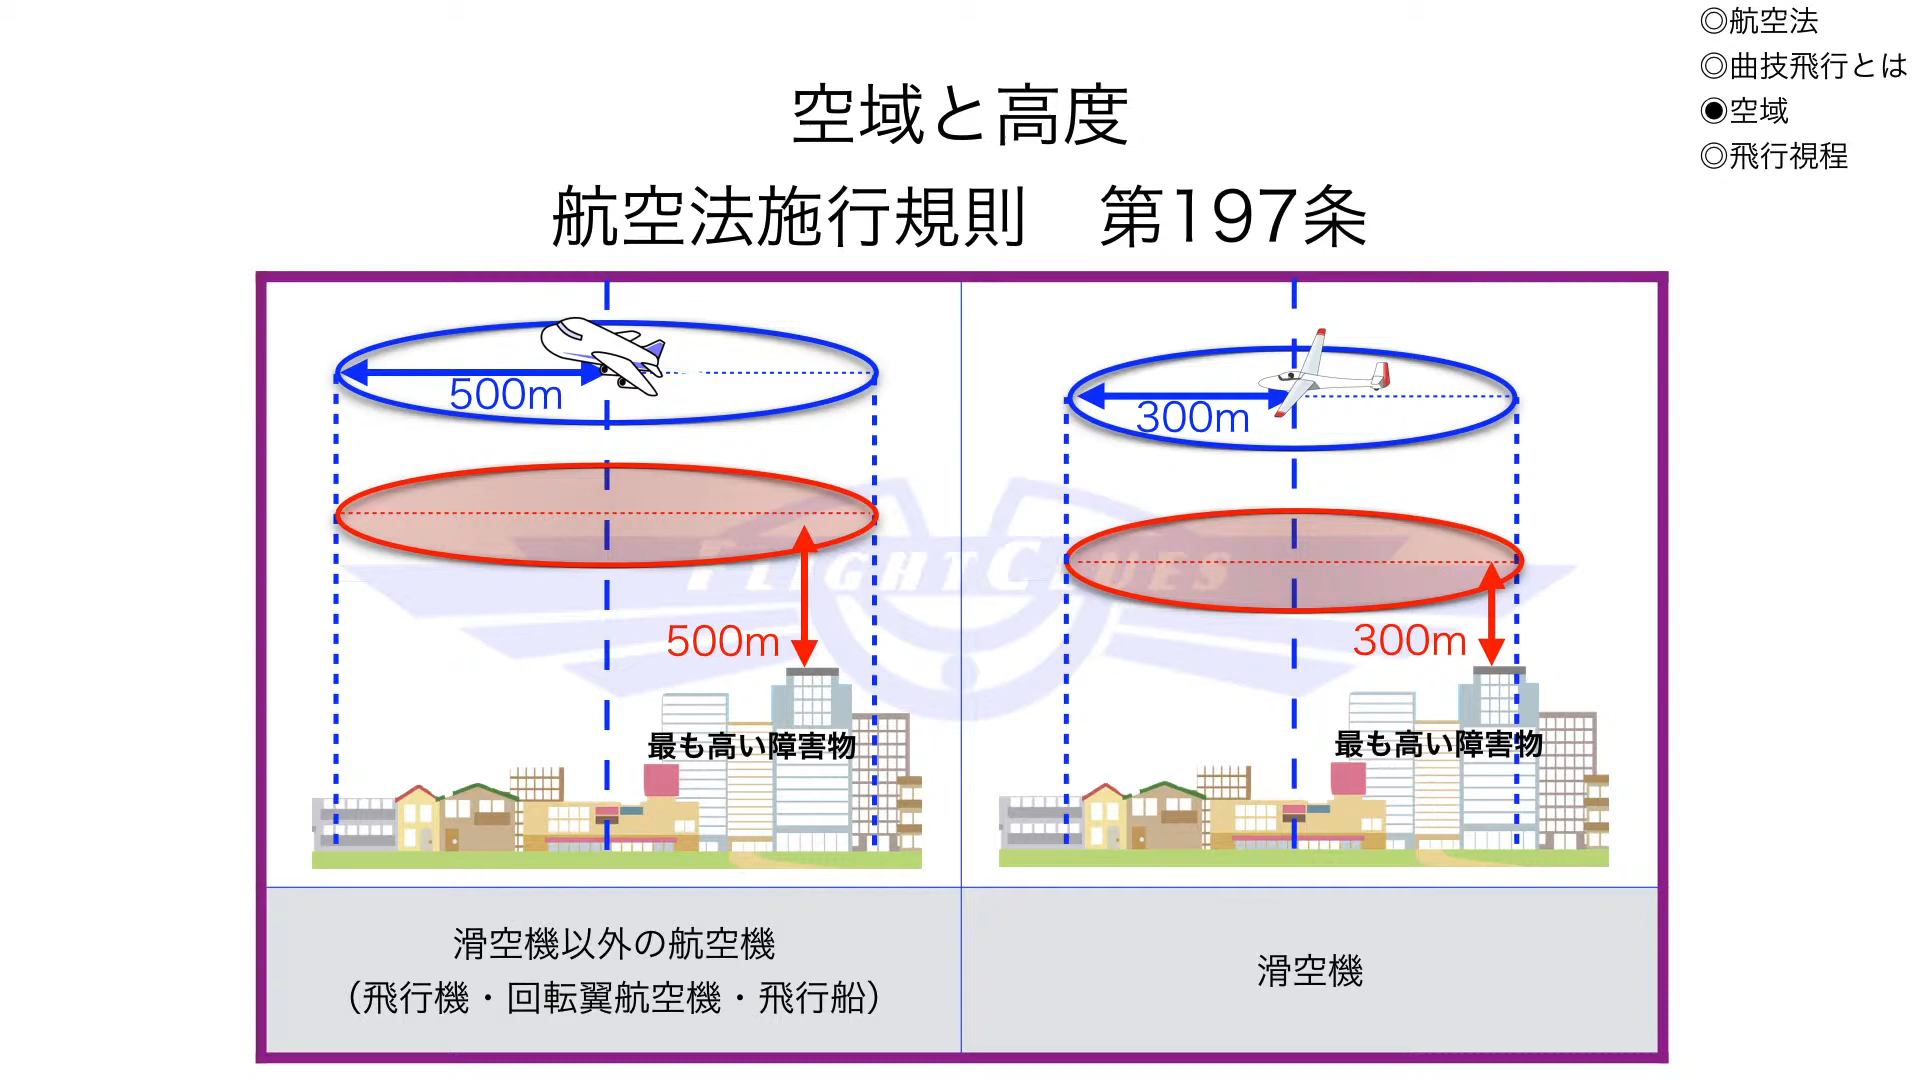 ◎航空法
◎曲技飛行とは
◉空域
◎飛行視程
空域と高度
航空法施行規則　第197条
500m
300m
FLIGHTCLUES
500m
300m
最も高い障害物
最も高い障害物
滑空機以外の航空機
（飛行機・回転翼航空機・飛行船）
滑空機